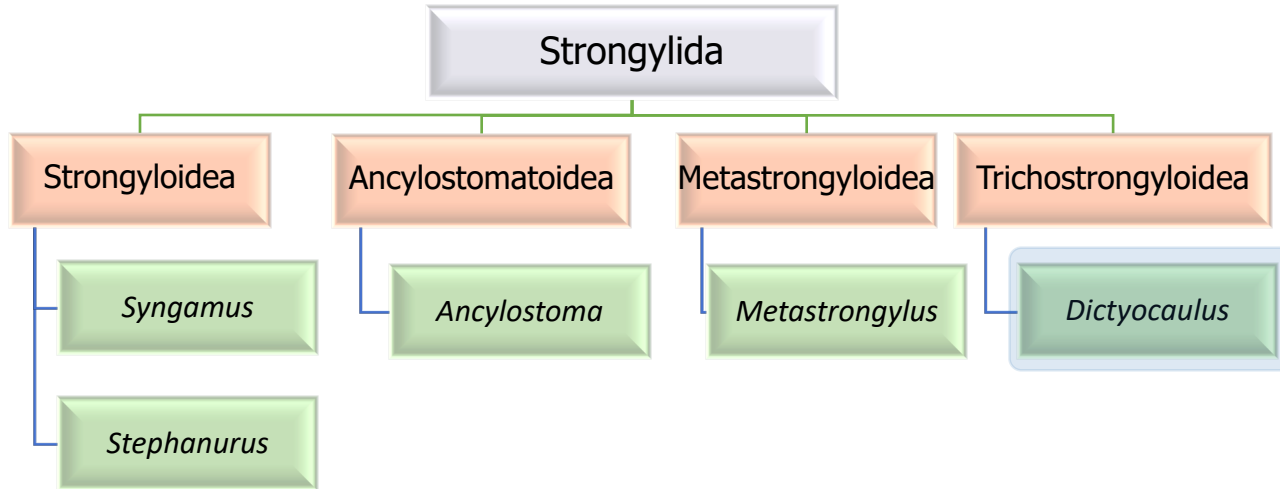 Strongylida
Strongyloidea
Ancylostomatoidea
Metastrongyloidea
Trichostrongyloidea
Syngamus
Ancylostoma
Metastrongylus
Dictyocaulus
Stephanurus